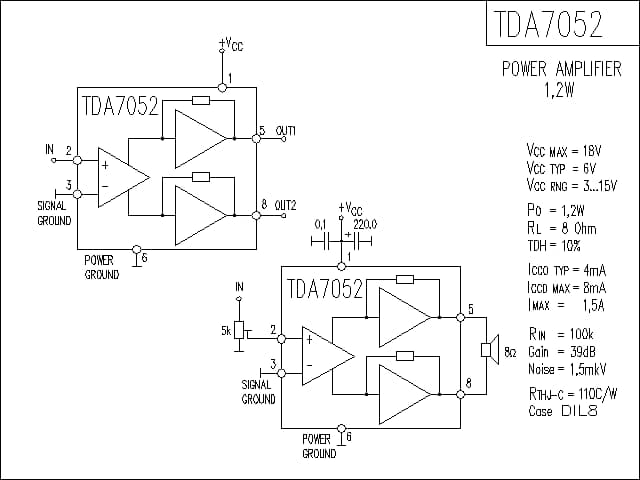 TDA7052
POWER AMPLIFIER
1,2W
+VCC
1
TDA7052
IN
2
+
5
OUT1
3
−
SIGNAL
GROUND
8
OUT2
POWER
GROUND
6
VCC MAX = 18V
VCC TYP = 6V
VCC RNG = 3...15V
PO = 1,2W
RL = 8 Ohm
TDH = 10%
ICCO TYP = 4mA
ICCD MAX = 8mA
IMAX = 1,5A
RIN = 100k
Gain = 39dB
Noise = 1,5mkV
RTHJ-C = 110C/W
Case DIL8
+VCC
0,1
+
220,0
1
TDA7052
IN
5k
2
+
5
8Ω
3
−
SIGNAL
GROUND
8
POWER
GROUND
6